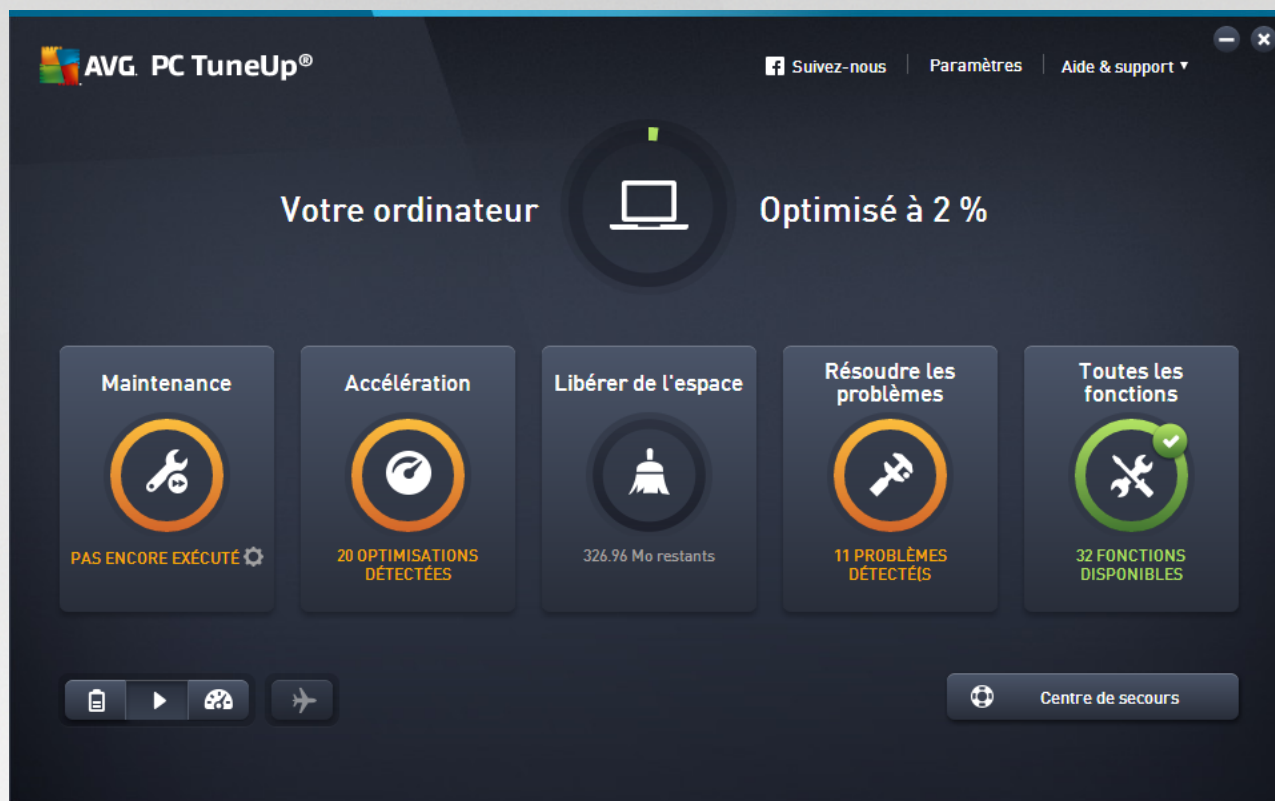 AVG. PC TuneUp®
Suivez-nous
Paramètres
Aide & support
Votre ordinateur
Optimisé à 2 %
Maintenance
PAS ENCORE EXÉCUTÉ
Accélération
20 OPTIMISATIONS
DÉTECTÉES
Libérer de l'espace
326.96 Mo restants
Résoudre les
problèmes
11 PROBLÈMES
DÉTECTÉ(S
Toutes les
fonctions
32 FONCTIONS
DISPONIBLES
Centre de secours